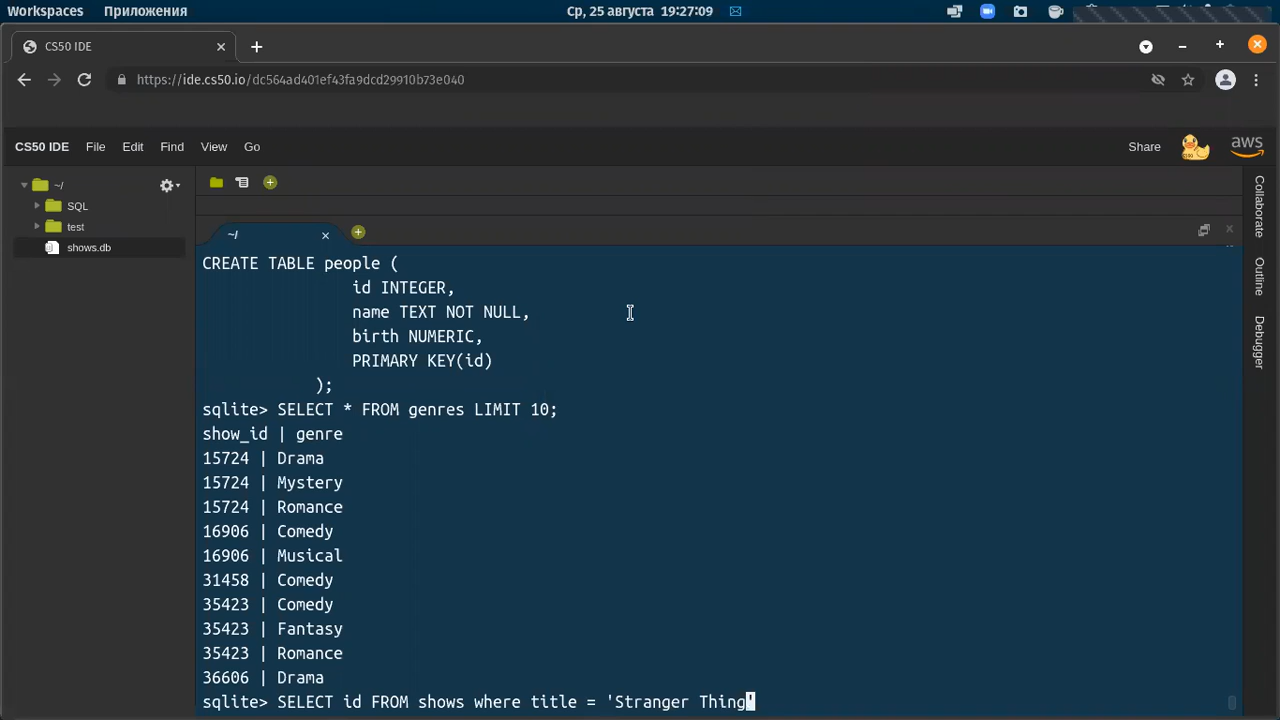 Workspaces Приложения Ср, 25 августа 19:27:09
CS50 IDE
https://ide.cs50.io/dc564ad401ef43fa9dcd29910b73e040
CS50 IDE File Edit Find View Go Share aws
~/
SQL
test
shows.db
~/
CREATE TABLE people (
id INTEGER,
name TEXT NOT NULL,
birth NUMERIC,
PRIMARY KEY(id)
);
sqlite> SELECT * FROM genres LIMIT 10;
show_id | genre
15724 | Drama
15724 | Mystery
15724 | Romance
16906 | Comedy
16906 | Musical
31458 | Comedy
35423 | Comedy
35423 | Fantasy
35423 | Romance
36606 | Drama
sqlite> SELECT id FROM shows where title = 'Stranger Thing'
Collaborate
Outline
Debugger